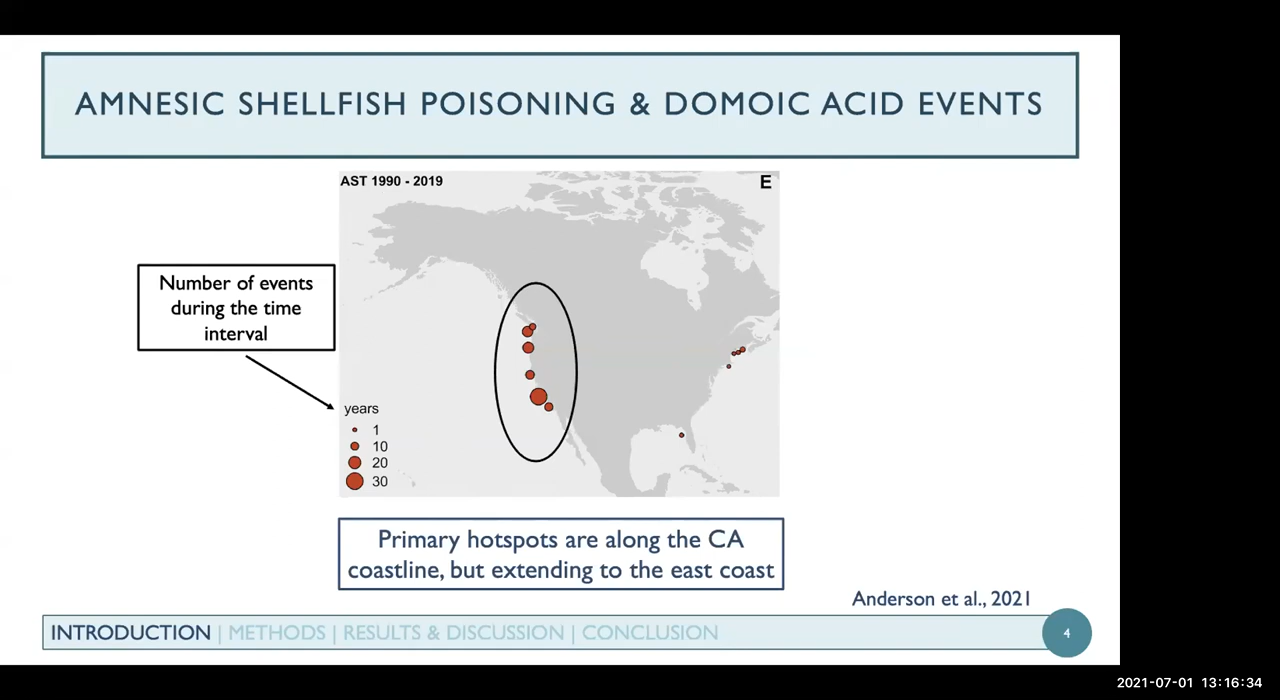 AMNESIC SHELLFISH POISONING & DOMOIC ACID EVENTS
AST 1990 - 2019
E
Number of events
during the time
interval
years
1
10
20
30
Primary hotspots are along the CA
coastline, but extending to the east coast
Anderson et al., 2021
INTRODUCTION | METHODS | RESULTS & DISCUSSION | CONCLUSION
4
2021-07-01 13:16:34